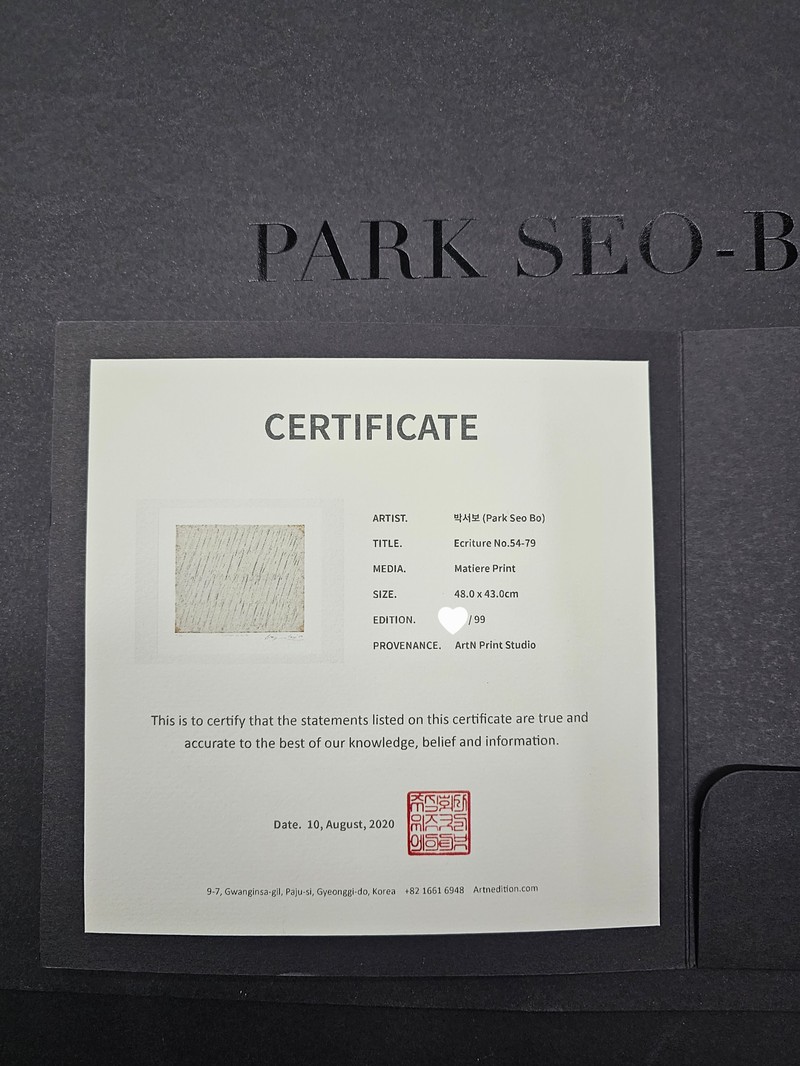 PARK SEO-B
CERTIFICATE
ARTIST. 박서보 (Park Seo Bo)
TITLE. Ecriture No.54-79
MEDIA. Matiere Print
SIZE. 48.0 x 43.0cm
EDITION. / 99
PROVENANCE. ArtN Print Studio
This is to certify that the statements listed on this certificate are true and
accurate to the best of our knowledge, belief and information.
Date. 10, August, 2020
9-7, Gwanginsa-gil, Paju-si, Gyeonggi-do, Korea +82 1661 6948 Artnedition.com